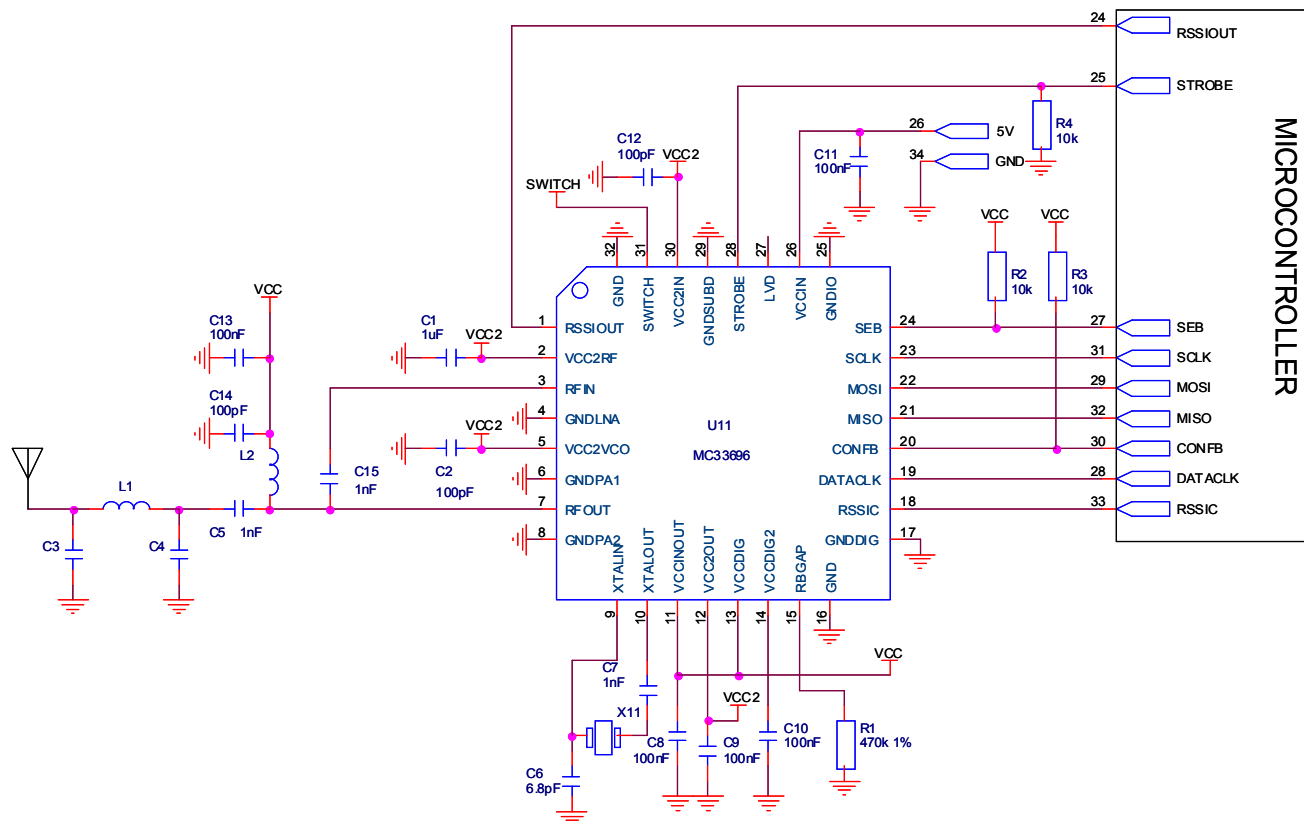 24
RSSIOUT
25
STROBE
R4
10k
26
5V
34
GND
MICROCONTROLLER
C12
100pF
VCC2
C11
100nF
SWITCH
32
31
30
29
28
27
26
25
GND
SWITCH
VCC2IN
GNDSUBD
STROBE
LVD
VCCIN
GNDIO
VCC
VCC
R2
10k
R3
10k
VCC
C13
100nF
C14
100pF
L2
C1
1uF
VCC2
1
RSSIOUT
2
VCC2RF
3
RFIN
4
GNDLNA
VCC2
5
VCC2VCO
C2
100pF
6
GNDPA1
7
RFOUT
8
GNDPA2
U11
MC33696
SEB
24
27
SEB
SCLK
23
31
SCLK
MOSI
22
29
MOSI
MISO
21
32
MISO
CONFB
20
30
CONFB
DATACLK
19
28
DATACLK
RSSIC
18
33
RSSIC
GNDDIG
17
C15
1nF
L1
C5
1nF
C3
C4
XTALIN
XTALOUT
VCCINOUT
VCC2OUT
VCCDIG
VCCDIG2
RBGAP
GND
9
10
11
12
13
14
15
16
C7
1nF
VCC
VCC2
X11
C6
6.8pF
C8
100nF
C9
100nF
C10
100nF
R1
470k 1%